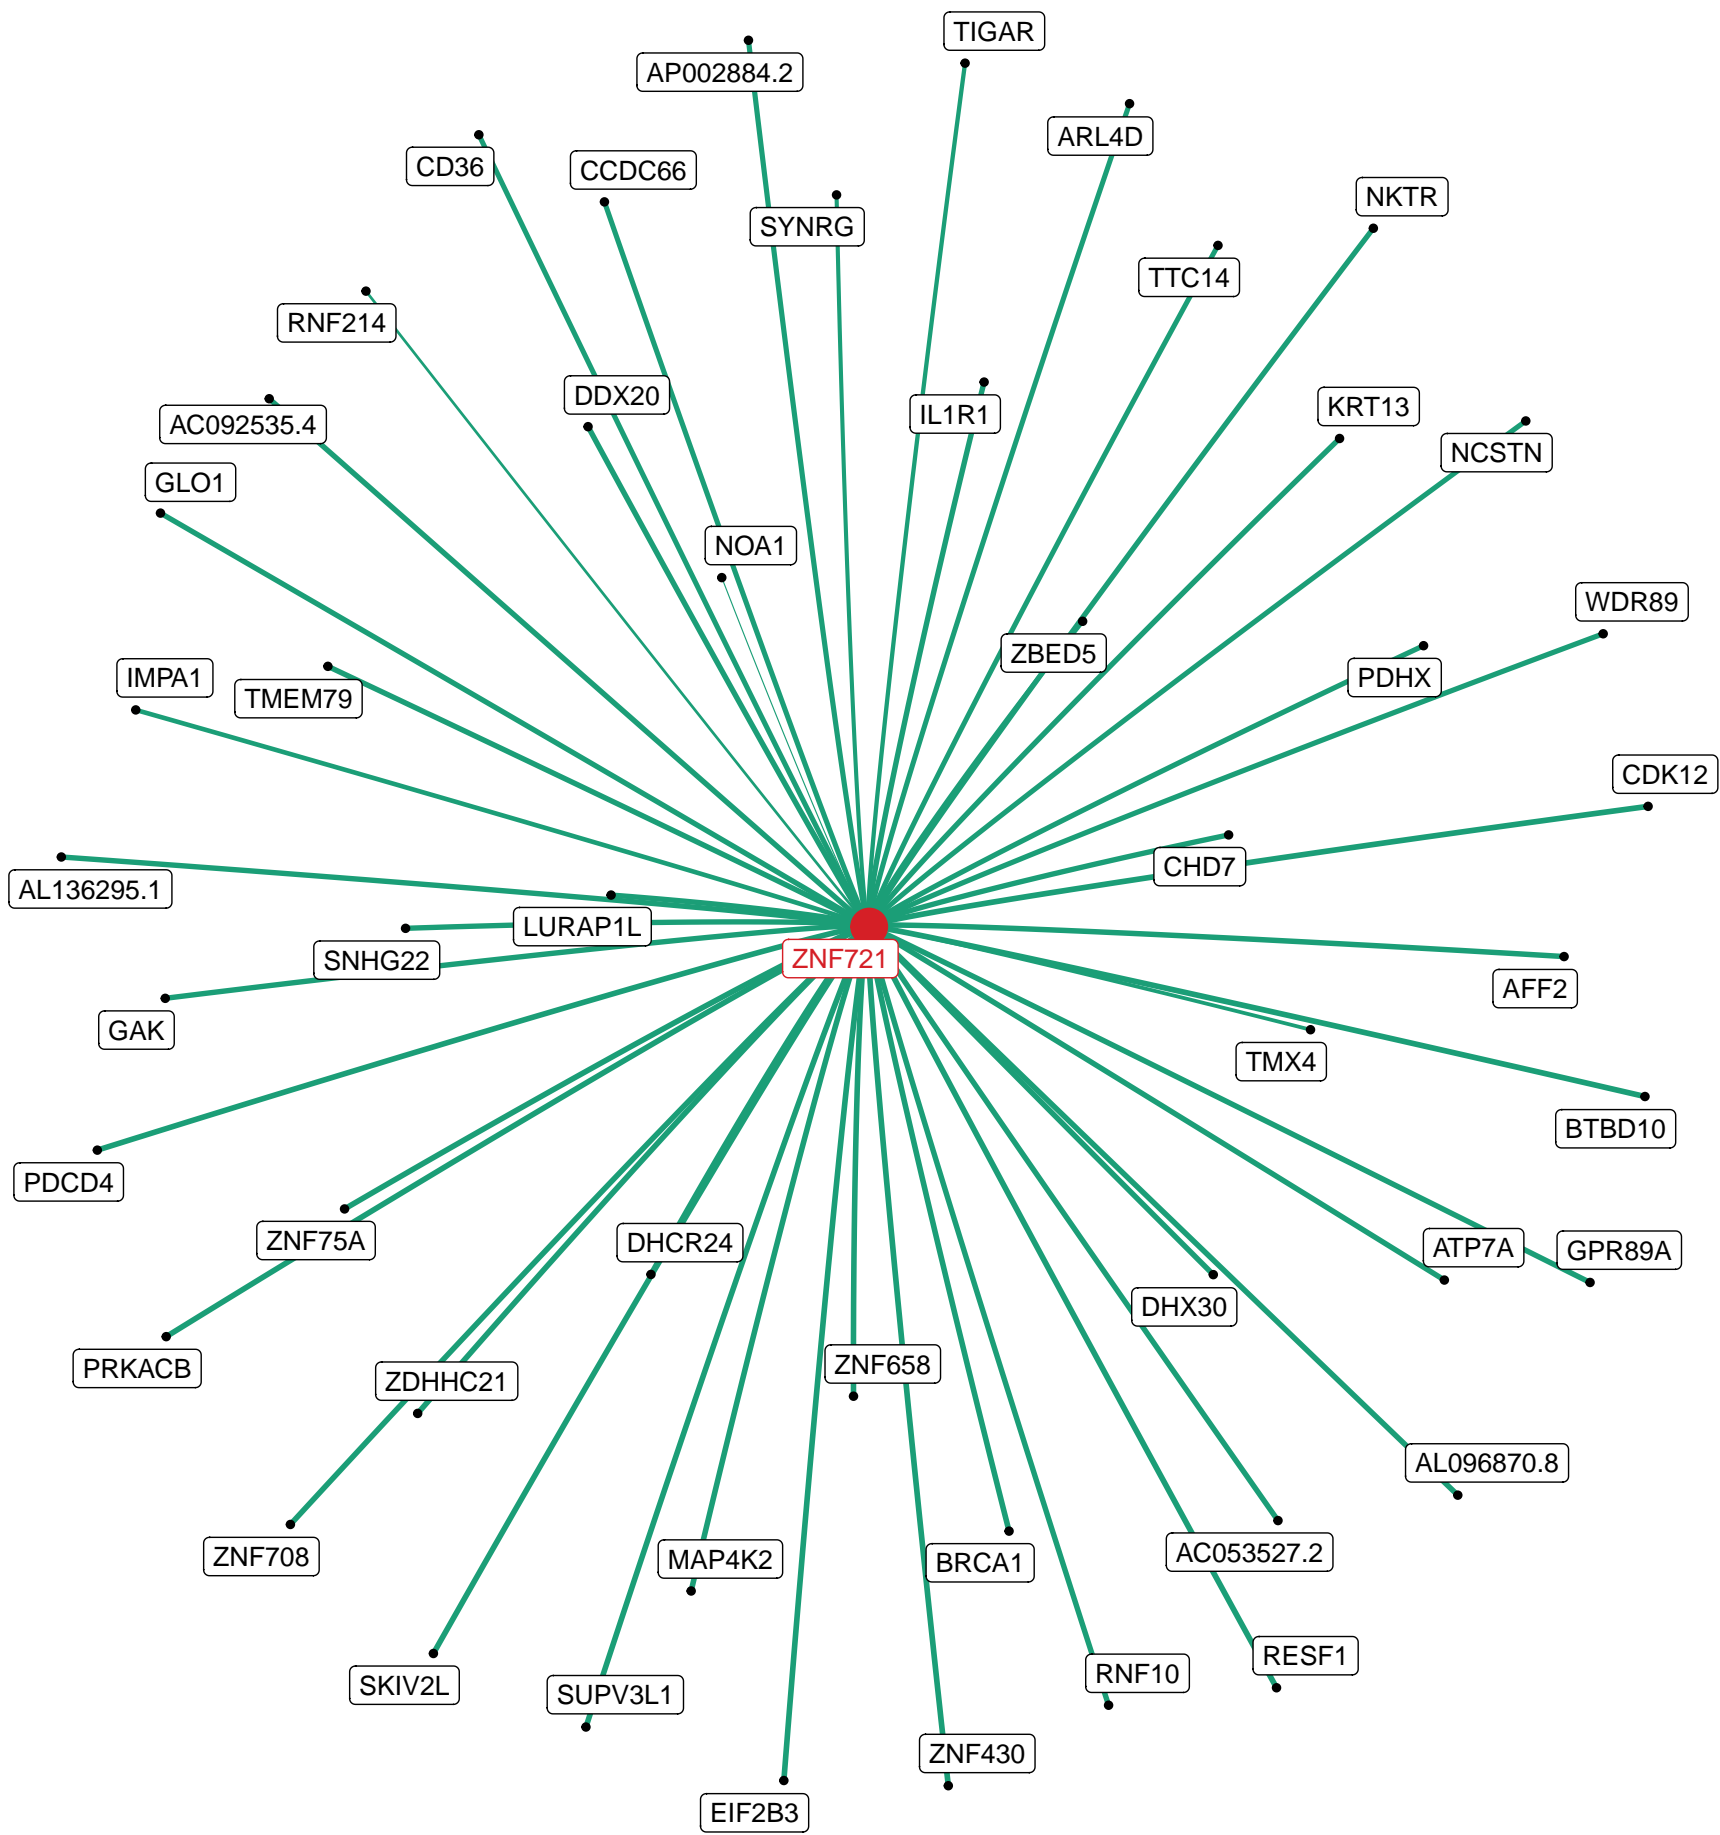 TIGAR
AP002884.2
ARL4D
CD36
CCDC66
NKTR
SYNRG
TTC14
RNF214
DDX20
KRT13
IL1R1
AC092535.4
NCSTN
GLO1
NOA1
WDR89
ZBED5
IMPA1
PDHX
TMEM79
CDK12
CHD7
AL136295.1
LURAP1L
SNHG22
ZNF721
AFF2
GAK
TMX4
BTBD10
PDCD4
ZNF75A
DHCR24
ATP7A
GPR89A
DHX30
ZNF658
PRKACB
ZDHHC21
AL096870.8
AC053527.2
ZNF708
MAP4K2
BRCA1
RESF1
RNF10
SKIV2L
SUPV3L1
ZNF430
EIF2B3